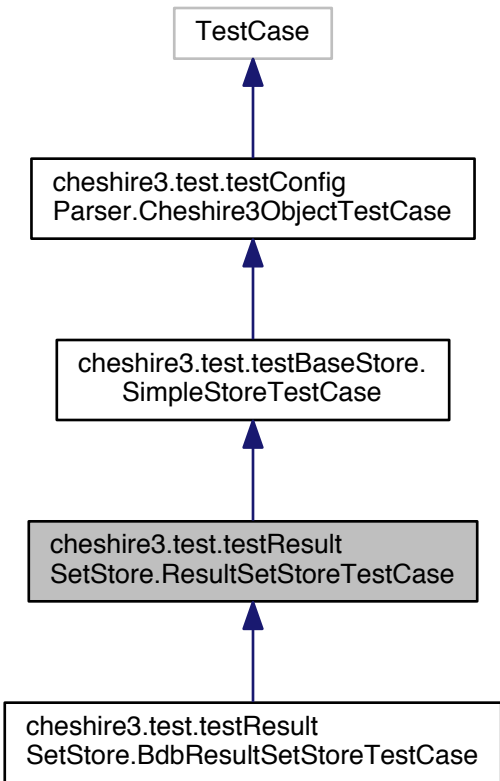 TestCase
cheshire3.test.testConfig
Parser.Cheshire3ObjectTestCase
cheshire3.test.testBaseStore.
SimpleStoreTestCase
cheshire3.test.testResult
SetStore.ResultSetStoreTestCase
cheshire3.test.testResult
SetStore.BdbResultSetStoreTestCase